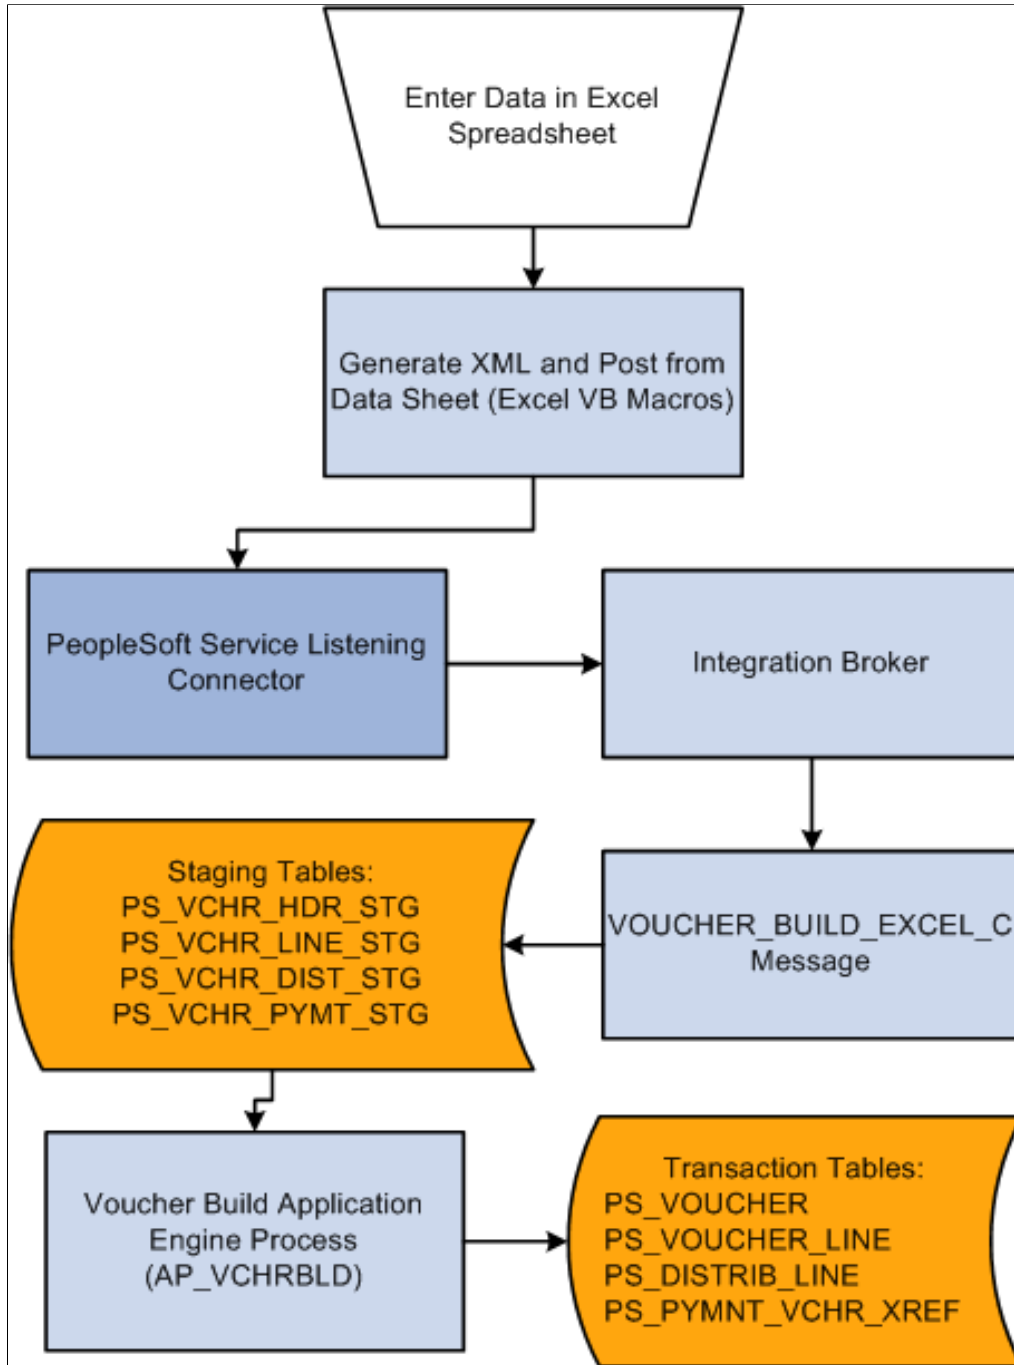 Enter Data in Excel
Spreadsheet
Generate XML and Post from
Data Sheet (Excel VB Macros)
PeopleSoft Service Listening
Connector
Integration Broker
VOUCHER_BUILD_EXCEL_C
Message
Staging Tables:
PS_VCHR_HDR_STG
PS_VCHR_LINE_STG
PS_VCHR_DIST_STG
PS_VCHR_PYMT_STG
Voucher Build Application
Engine Process
(AP_VCHRBLD)
Transaction Tables:
PS_VOUCHER
PS_VOUCHER_LINE
PS_DISTRIB_LINE
PS_PYMNT_VCHR_XREF